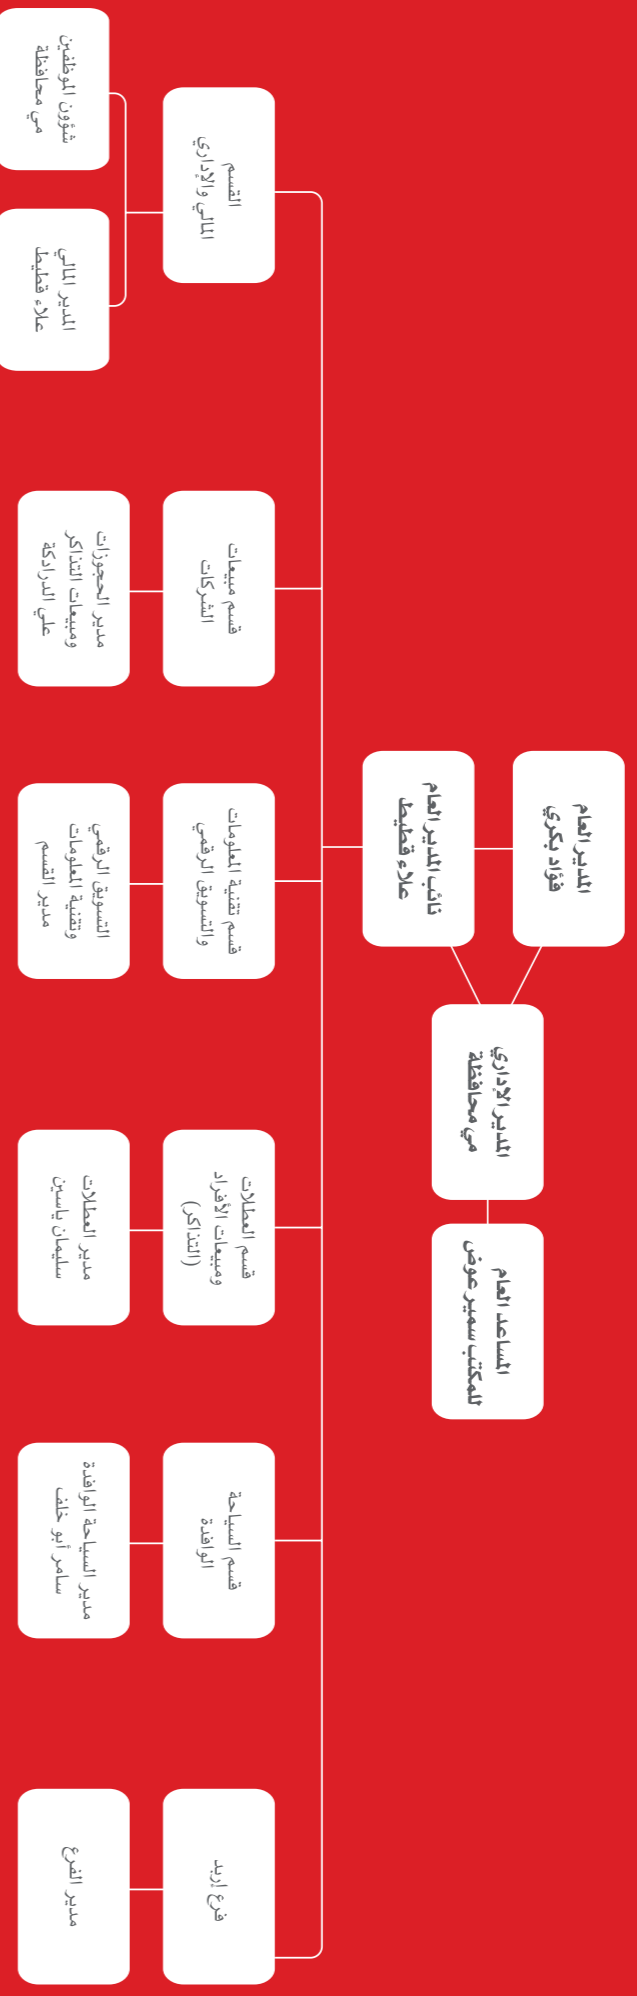 المدير العام
فؤاد بكري
نائب المدير العام
علاء قطيط
المدير الإداري
مي محافظة
المساعد العام
للمكتب سمير عوض
القسم
المالي والإداري
شؤون الموظفين
مي محافظة
المدير المالي
علاء قطيط
قسم مبيعات
الشركات
مدير الحجوزات
ومبيعات التذاكر
علي الدرادكة
قسم تقنية المعلومات
والتسويق الرقمي
التسويق الرقمي
وتقنية المعلومات
مدير القسم
قسم العطلات
ومبيعات الأفراد
(التذاكر)
مدير العطلات
سليمان ياسين
قسم السياحة
الوافدة
مدير السياحة الوافدة
سامر أبو خلف
فرع إربد
مدير الفرع